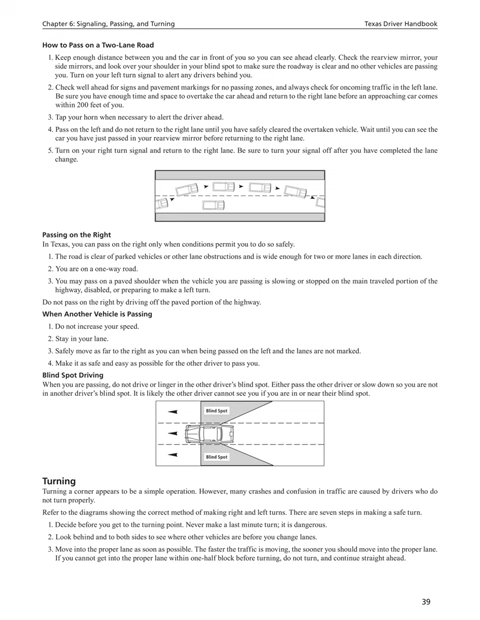 Chapter 6: Signaling, Passing, and Turning
Texas Driver Handbook
How to Pass on a Two-Lane Road
1. Keep enough distance between you and the car in front of you so you can see ahead clearly. Check the rearview mirror, your
side mirrors, and look over your shoulder in your blind spot to make sure the roadway is clear and no other vehicles are passing
you. Turn on your left turn signal to alert any drivers behind you.
2. Check well ahead for signs and pavement markings for no passing zones, and always check for oncoming traffic in the left lane.
Be sure you have enough time and space to overtake the car ahead and return to the right lane before an approaching car comes
within 200 feet of you.
3. Tap your horn when necessary to alert the driver ahead.
4. Pass on the left and do not return to the right lane until you have safely cleared the overtaken vehicle. Wait until you can see the
car you have just passed in your rearview mirror before returning to the right lane.
5. Turn on your right turn signal and return to the right lane. Be sure to turn your signal off after you have completed the lane
change.
Passing on the Right
In Texas, you can pass on the right only when conditions permit you to do so safely.
1. The road is clear of parked vehicles or other lane obstructions and is wide enough for two or more lanes in each direction.
2. You are on a one-way road.
3. You may pass on a paved shoulder when the vehicle you are passing is slowing or stopped on the main traveled portion of the
highway, disabled, or preparing to make a left turn.
Do not pass on the right by driving off the paved portion of the highway.
When Another Vehicle is Passing
1. Do not increase your speed.
2. Stay in your lane.
3. Safely move as far to the right as you can when being passed on the left and the lanes are not marked.
4. Make it as safe and easy as possible for the other driver to pass you.
Blind Spot Driving
When you are passing, do not drive or linger in the other driver's blind spot. Either pass the other driver or slow down so you are not
in another driver's blind spot. It is likely the other driver cannot see you if you are in or near their blind spot.
Blind Spot
Blind Spot
Turning
Turning a corner appears to be a simple operation. However, many crashes and confusion in traffic are caused by drivers who do
not turn properly.
Refer to the diagrams showing the correct method of making right and left turns. There are seven steps in making a safe turn.
1. Decide before you get to the turning point. Never make a last minute turn; it is dangerous.
2. Look behind and to both sides to see where other vehicles are before you change lanes.
3. Move into the proper lane as soon as possible. The faster the traffic is moving, the sooner you should move into the proper lane.
If you cannot get into the proper lane within one-half block before turning, do not turn, and continue straight ahead.
39